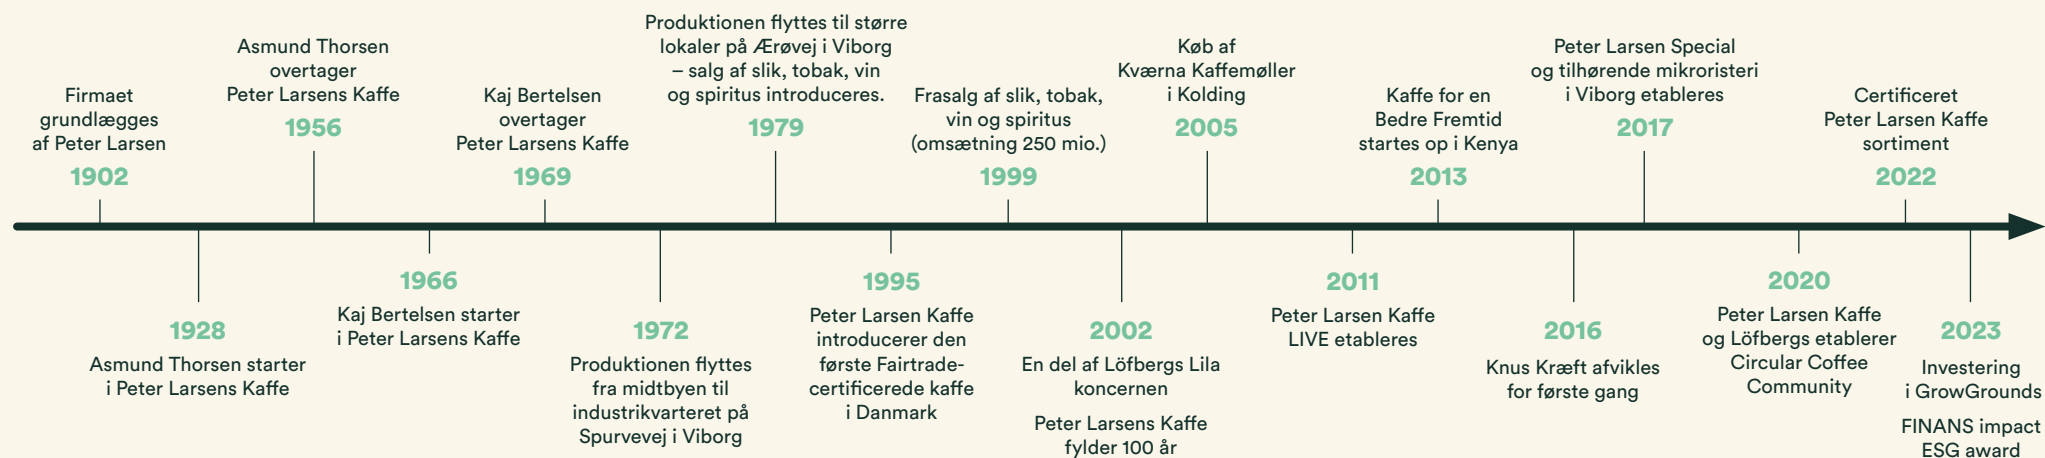 Firmaet
grundlægges
af Peter Larsen
1902
1928
Asmund Thorsen starter
i Peter Larsens Kaffe
Asmund Thorsen
overtager
Peter Larsens Kaffe
1956
1966
Kaj Bertelsen starter
i Peter Larsens Kaffe
Kaj Bertelsen
overtager
Peter Larsens Kaffe
1969
1972
Produktionen flyttes
fra midtbyen til
industrikvarteret på
Spurvevej i Viborg
Produktionen flyttes til større
lokaler på Ærøvej i Viborg
– salg af slik, tobak, vin
og spiritus introduceres.
1979
1995
Peter Larsen Kaffe
introducerer den
første Fairtrade-
certificerede kaffe
i Danmark
Frasalg af slik, tobak,
vin og spiritus
(omsætning 250 mio.)
1999
2002
En del af Löfbergs Lila
koncernen
Peter Larsens Kaffe
fylder 100 år
Køb af
Kværna Kaffemøller
i Kolding
2005
2011
Peter Larsen Kaffe
LIVE etableres
Kaffe for en
Bedre Fremtid
startes op i Kenya
2013
2016
Knus Kræft afvikles
for første gang
Peter Larsen Special
og tilhørende mikroristeri
i Viborg etableres
2017
2020
Peter Larsen Kaffe
og Löfbergs etablerer
Circular Coffee
Community
Certificeret
Peter Larsen Kaffe
sortiment
2022
2023
Investering
i GrowGrounds
FINANS impact
ESG award